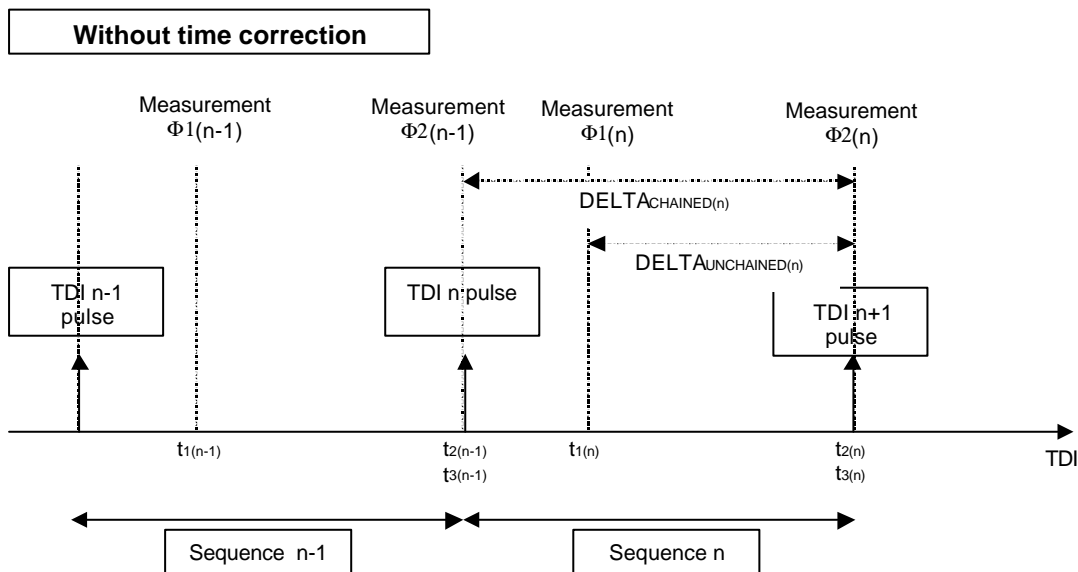 Without time correction
Measurement
Φ1(n-1)
Measurement
Φ2(n-1)
Measurement
Φ1(n)
Measurement
Φ2(n)
DELTACHAINED(n)
DELTAUNCHAINED(n)
TDI n-1
pulse
TDI n pulse
TDI n+1
pulse
t1(n-1)
t2(n-1)
t3(n-1)
t1(n)
t2(n)
t3(n)
TDI
Sequence n-1
Sequence n